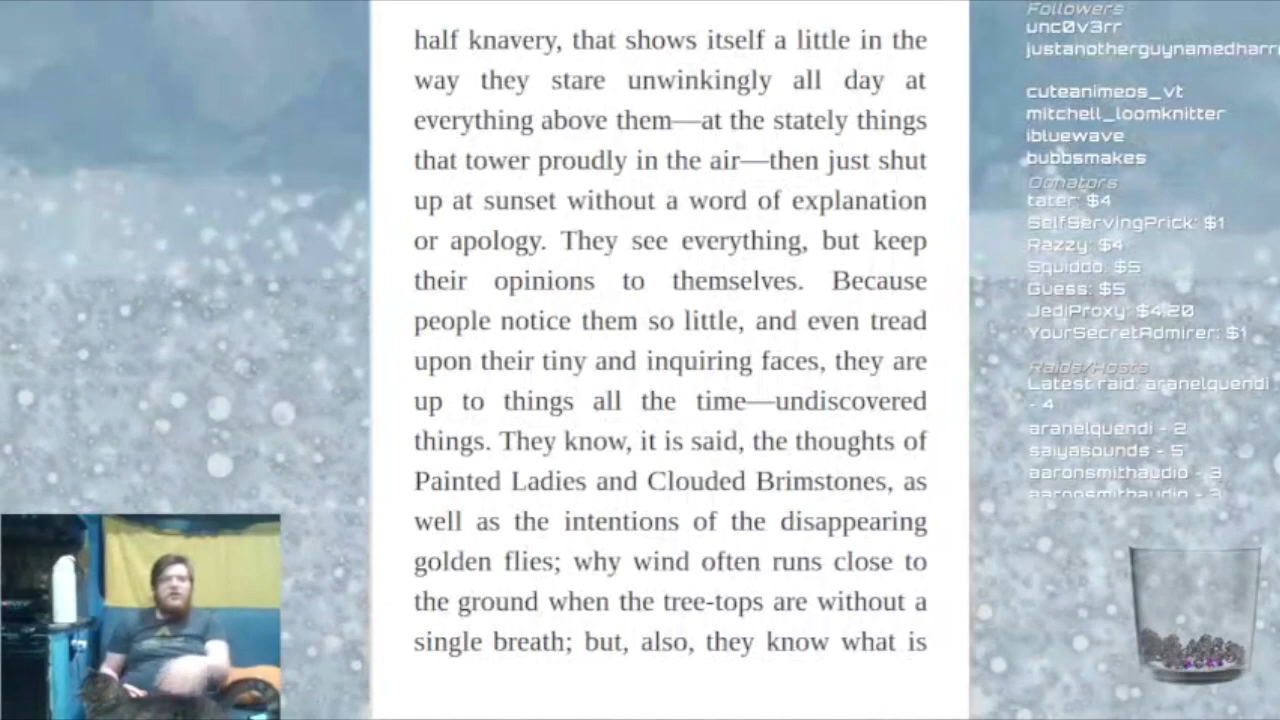 half knavery, that shows itself a little in the
way they stare unwinkingly all day at
everything above them—at the stately things
that tower proudly in the air—then just shut
up at sunset without a word of explanation
or apology. They see everything, but keep
their opinions to themselves. Because
people notice them so little, and even tread
upon their tiny and inquiring faces, they are
up to things all the time—undiscovered
things. They know, it is said, the thoughts of
Painted Ladies and Clouded Brimstones, as
well as the intentions of the disappearing
golden flies; why wind often runs close to
the ground when the tree-tops are without a
single breath; but, also, they know what is
Followers
unc0v3rr
justanotherguynamedharr
cuteanimeos_vt
mitchell_loomknitter
ibluewave
bubbsmakes
Donators
tater: $4
SelfServingPrick: $1
Razzy: $4
Squiddo: $5
Guess: $5
JediProxy: $4.20
YourSecretAdmirer: $1
Raids/Hosts
Latest raid: aranelquendi
- 4
aranelquendi - 2
saiyasounds - 5
aaronsmithaudio - 3
aaronsmithaudio - 3